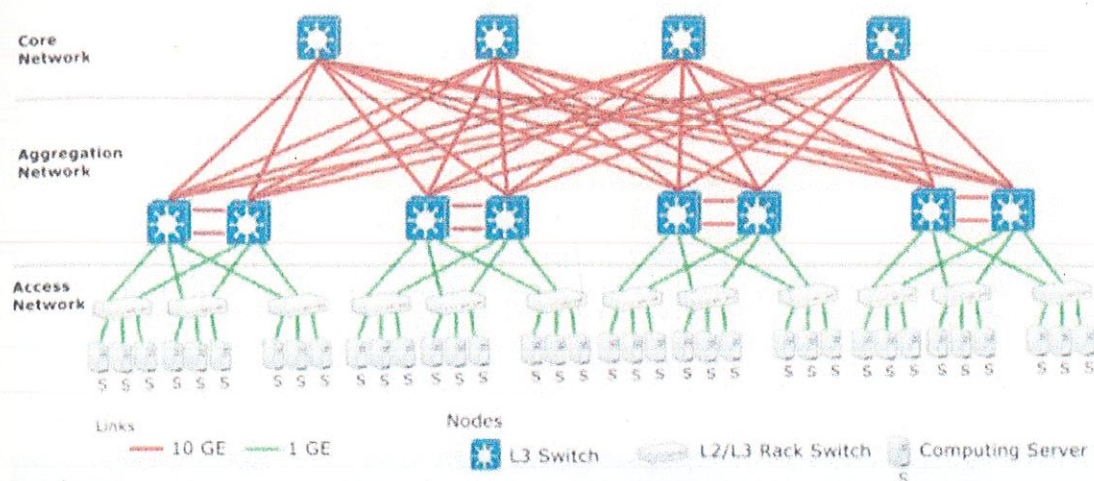 Core
Network
Aggregation
Network
Access
Network
S S S S S S S S S S S S S S S S S S S S S S S S S S S S S S S S S S S S
Links
10 GE 1 GE
Nodes
L3 Switch L2/L3 Rack Switch Computing Server
S